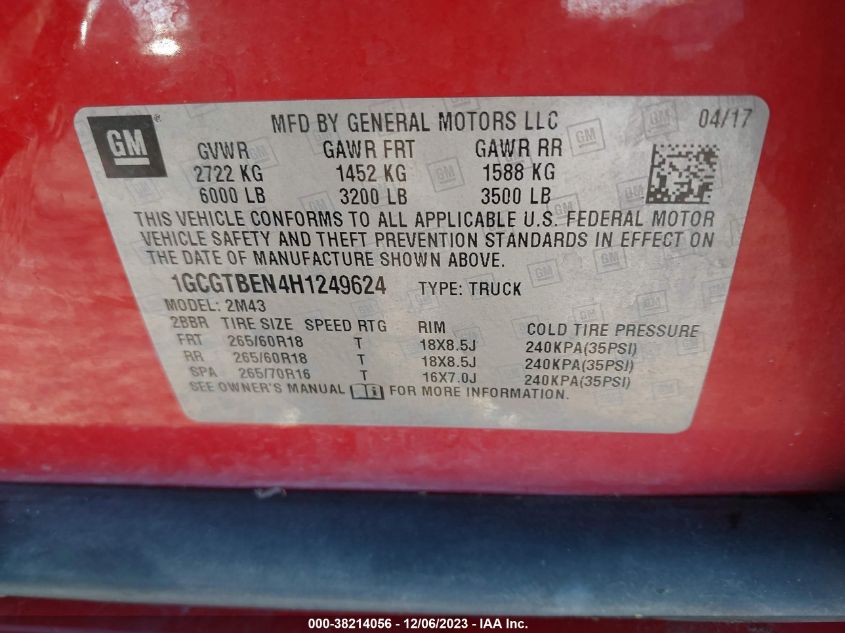 GM ® MFD BY GENERAL MOTORS LLC 04/17
GVWR GAWR FRT GAWR RR
2722 KG 1452 KG 1588 KG
6000 LB 3200 LB 3500 LB
THIS VEHICLE CONFORMS TO ALL APPLICABLE U.S. FEDERAL MOTOR
VEHICLE SAFETY AND THEFT PREVENTION STANDARDS IN EFFECT ON
THE DATE OF MANUFACTURE SHOWN ABOVE.
1GCGTBEN4H1249624 TYPE: TRUCK
MODEL: 2M43
2BBR TIRE SIZE SPEED RTG RIM COLD TIRE PRESSURE
FRT 265/60R18 T 18X8.5J 240KPA(35PSI)
RR 265/60R18 T 18X8.5J 240KPA(35PSI)
SPA 265/70R16 T 16X7.0J 240KPA(35PSI)
SEE OWNER'S MANUAL FOR MORE INFORMATION.
000-38214056 - 12/06/2023 - IAA Inc.